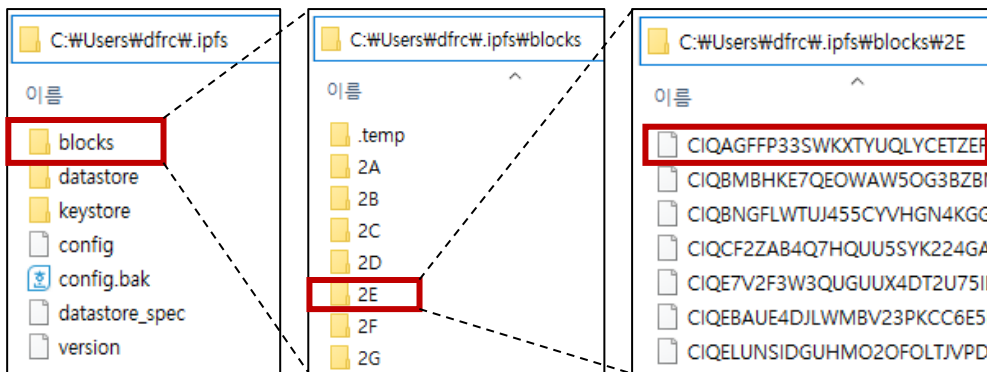 C:₩Users₩dfrc₩.ipfs
이름
blocks
datastore
keystore
config
config.bak
datastore_spec
version
C:₩Users₩dfrc₩.ipfs₩blocks
이름
.temp
2A
2B
2C
2D
2E
2F
2G
C:₩Users₩dfrc₩.ipfs₩blocks₩2E
이름
CIQAGFFP33SWKXTYUQLYCETZEF
CIQBMBHKE7QEOWAW5OG3BZBM
CIQBNGFLWTUJ455CYVHGN4KGG
CIQCF2ZAB4Q7HQUU5SYK224GA
CIQE7V2F3W3QUGUUX4DT2U75I
CIQEBAUE4DJLWMBV23PKCC6E5
CIQELUNSIDGUHMO2OFOLTJVPD